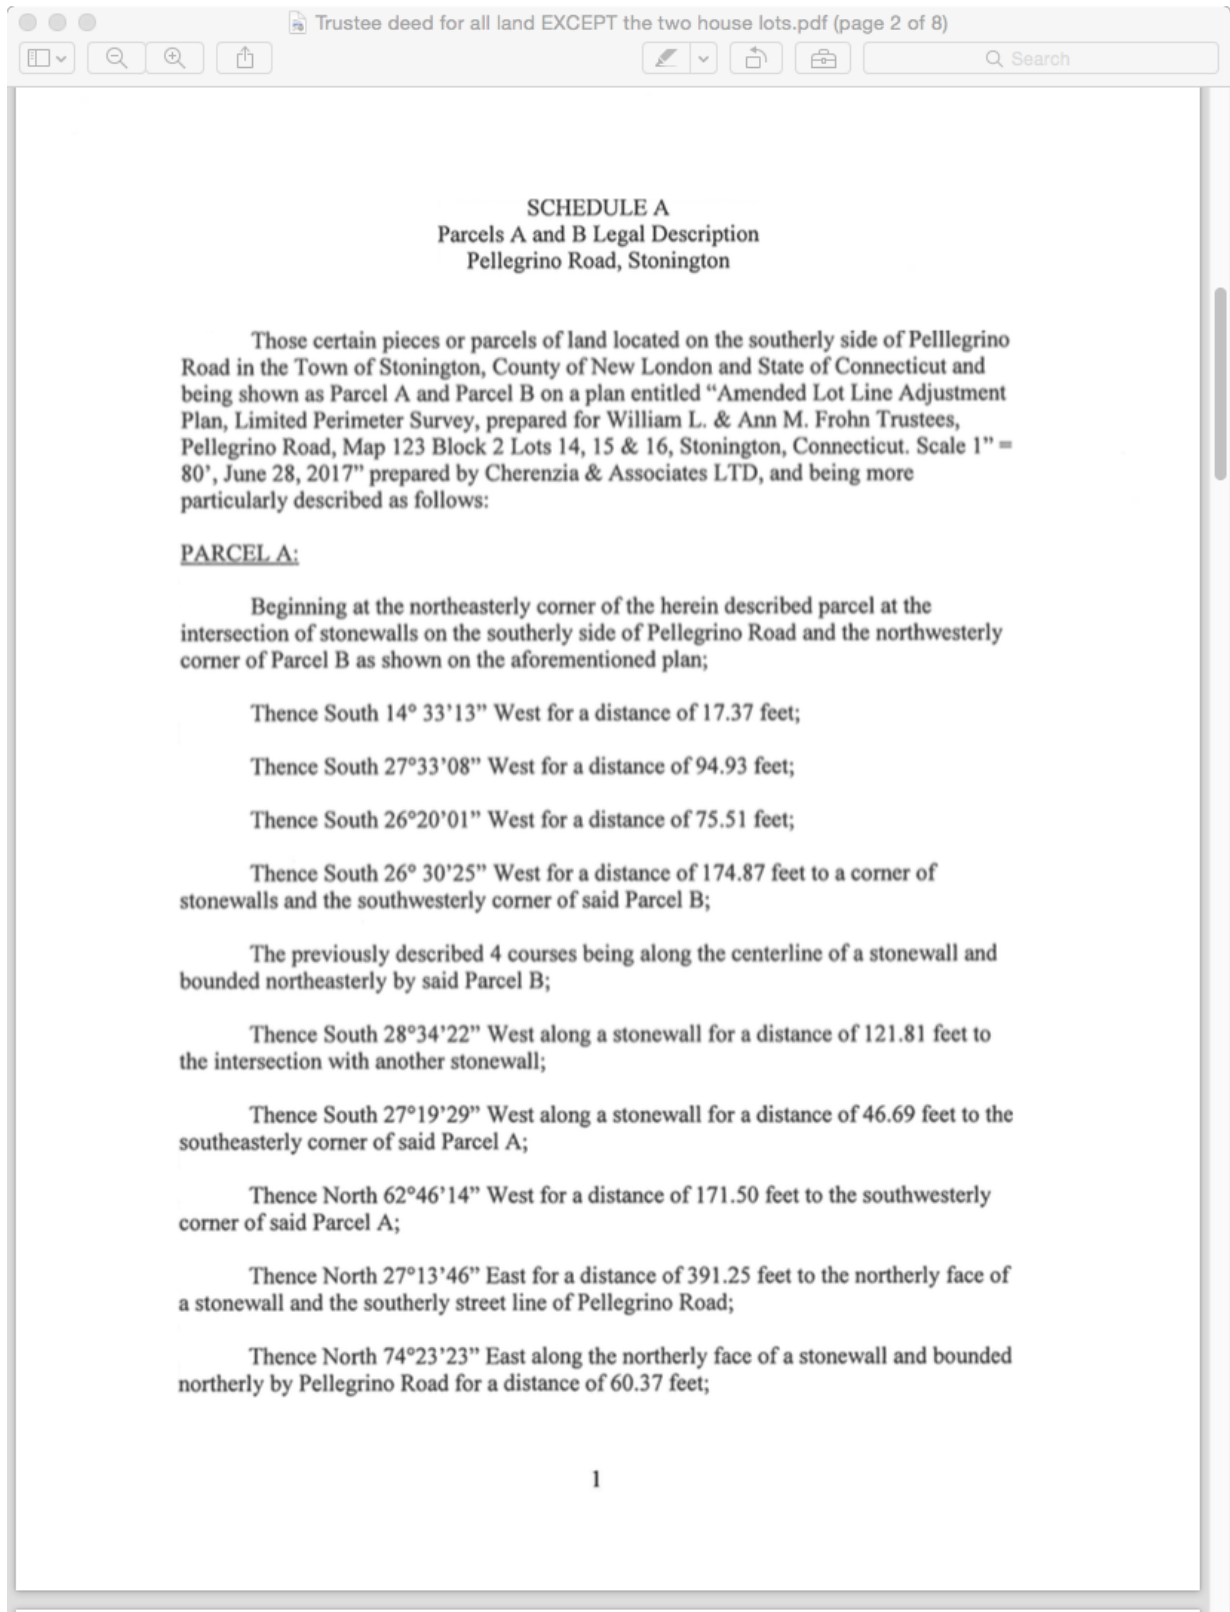 Trustee deed for all land EXCEPT the two house lots.pdf (page 2 of 8)
Search
SCHEDULE A
Parcels A and B Legal Description
Pellegrino Road, Stonington
Those certain pieces or parcels of land located on the southerly side of Pelllegrino
Road in the Town of Stonington, County of New London and State of Connecticut and
being shown as Parcel A and Parcel B on a plan entitled “Amended Lot Line Adjustment
Plan, Limited Perimeter Survey, prepared for William L. & Ann M. Frohn Trustees,
Pellegrino Road, Map 123 Block 2 Lots 14, 15 & 16, Stonington, Connecticut. Scale 1” =
80’, June 28, 2017” prepared by Cherenzia & Associates LTD, and being more
particularly described as follows:
PARCEL A:
Beginning at the northeasterly corner of the herein described parcel at the
intersection of stonewalls on the southerly side of Pellegrino Road and the northwesterly
corner of Parcel B as shown on the aforementioned plan;
Thence South 14° 33’13” West for a distance of 17.37 feet;
Thence South 27°33’08” West for a distance of 94.93 feet;
Thence South 26°20’01” West for a distance of 75.51 feet;
Thence South 26° 30’25” West for a distance of 174.87 feet to a corner of
stonewalls and the southwesterly corner of said Parcel B;
The previously described 4 courses being along the centerline of a stonewall and
bounded northeasterly by said Parcel B;
Thence South 28°34’22” West along a stonewall for a distance of 121.81 feet to
the intersection with another stonewall;
Thence South 27°19’29” West along a stonewall for a distance of 46.69 feet to the
southeasterly corner of said Parcel A;
Thence North 62°46’14” West for a distance of 171.50 feet to the southwesterly
corner of said Parcel A;
Thence North 27°13’46” East for a distance of 391.25 feet to the northerly face of
a stonewall and the southerly street line of Pellegrino Road;
Thence North 74°23’23” East along the northerly face of a stonewall and bounded
northerly by Pellegrino Road for a distance of 60.37 feet;
1